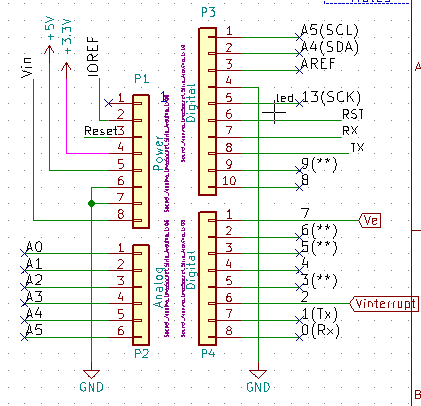 P3
1 A5(SCL)
2 A4(SDA)
3 AREF
4
5 led 13(SCK)
6 RST
7 RX
8 TX
9 9(**)
10 8
Digital
+5V
+3.3V
Vin
IOREF
P1
1
2
Reset 3
4
5
6
7
8
Power
A
1 7 Ve
2 6(**)
3 5(**)
4 4
5 3(**)
6 2 Vinterrupt
7 1(Tx)
8 0(Rx)
Digital
P4
A0 1
A1 2
A2 3
A3 4
A4 5
A5 6
Analog
P2
GND
GND
B